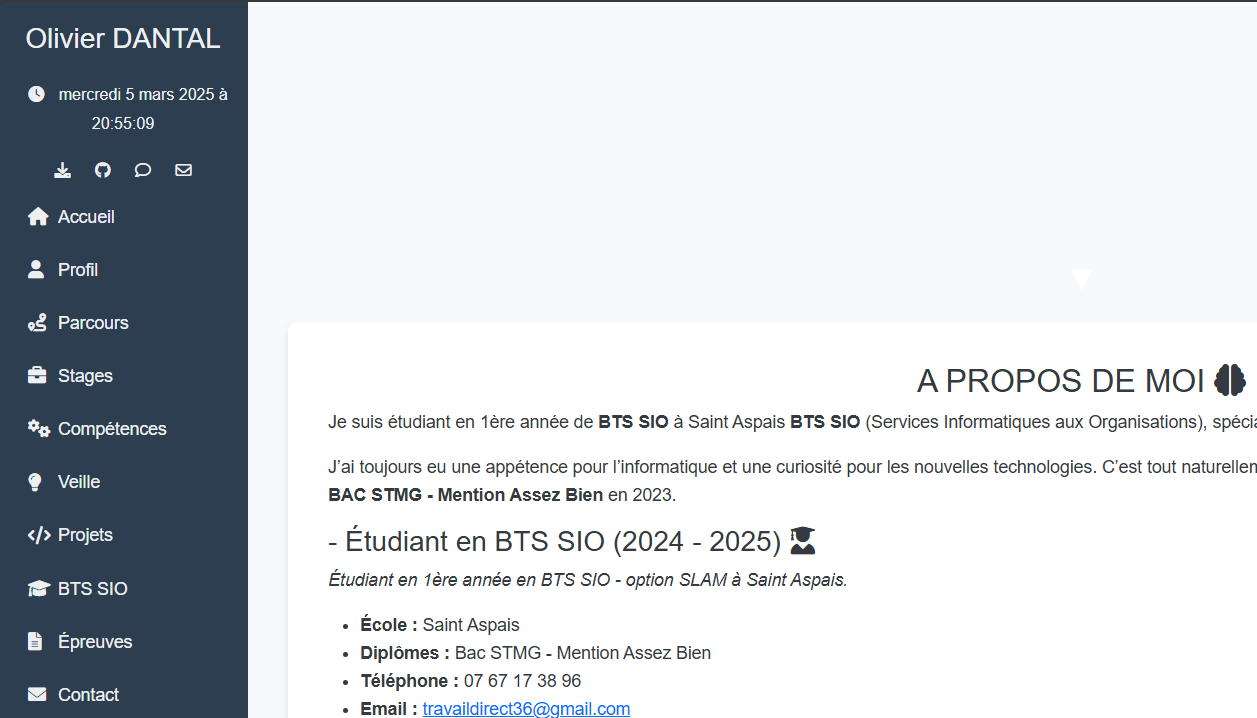 Olivier DANTAL
mercredi 5 mars 2025 à
20:55:09
Accueil
Profil
Parcours
Stages
Compétences
Veille
Projets
BTS SIO
Épreuves
Contact
A PROPOS DE MOI
Je suis étudiant en 1ère année de BTS SIO à Saint Aspais BTS SIO (Services Informatiques aux Organisations),
J’ai toujours eu une appétence pour l’informatique et une curiosité pour les nouvelles technologies. C’est tout
BAC STMG - Mention Assez Bien en 2023.
- Étudiant en BTS SIO (2024 - 2025)
Étudiant en 1ère année en BTS SIO - option SLAM à Saint Aspais.
École : Saint Aspais
Diplômes : Bac STMG - Mention Assez Bien
Téléphone : 07 67 17 38 96
Email : travaildirect36@gmail.com